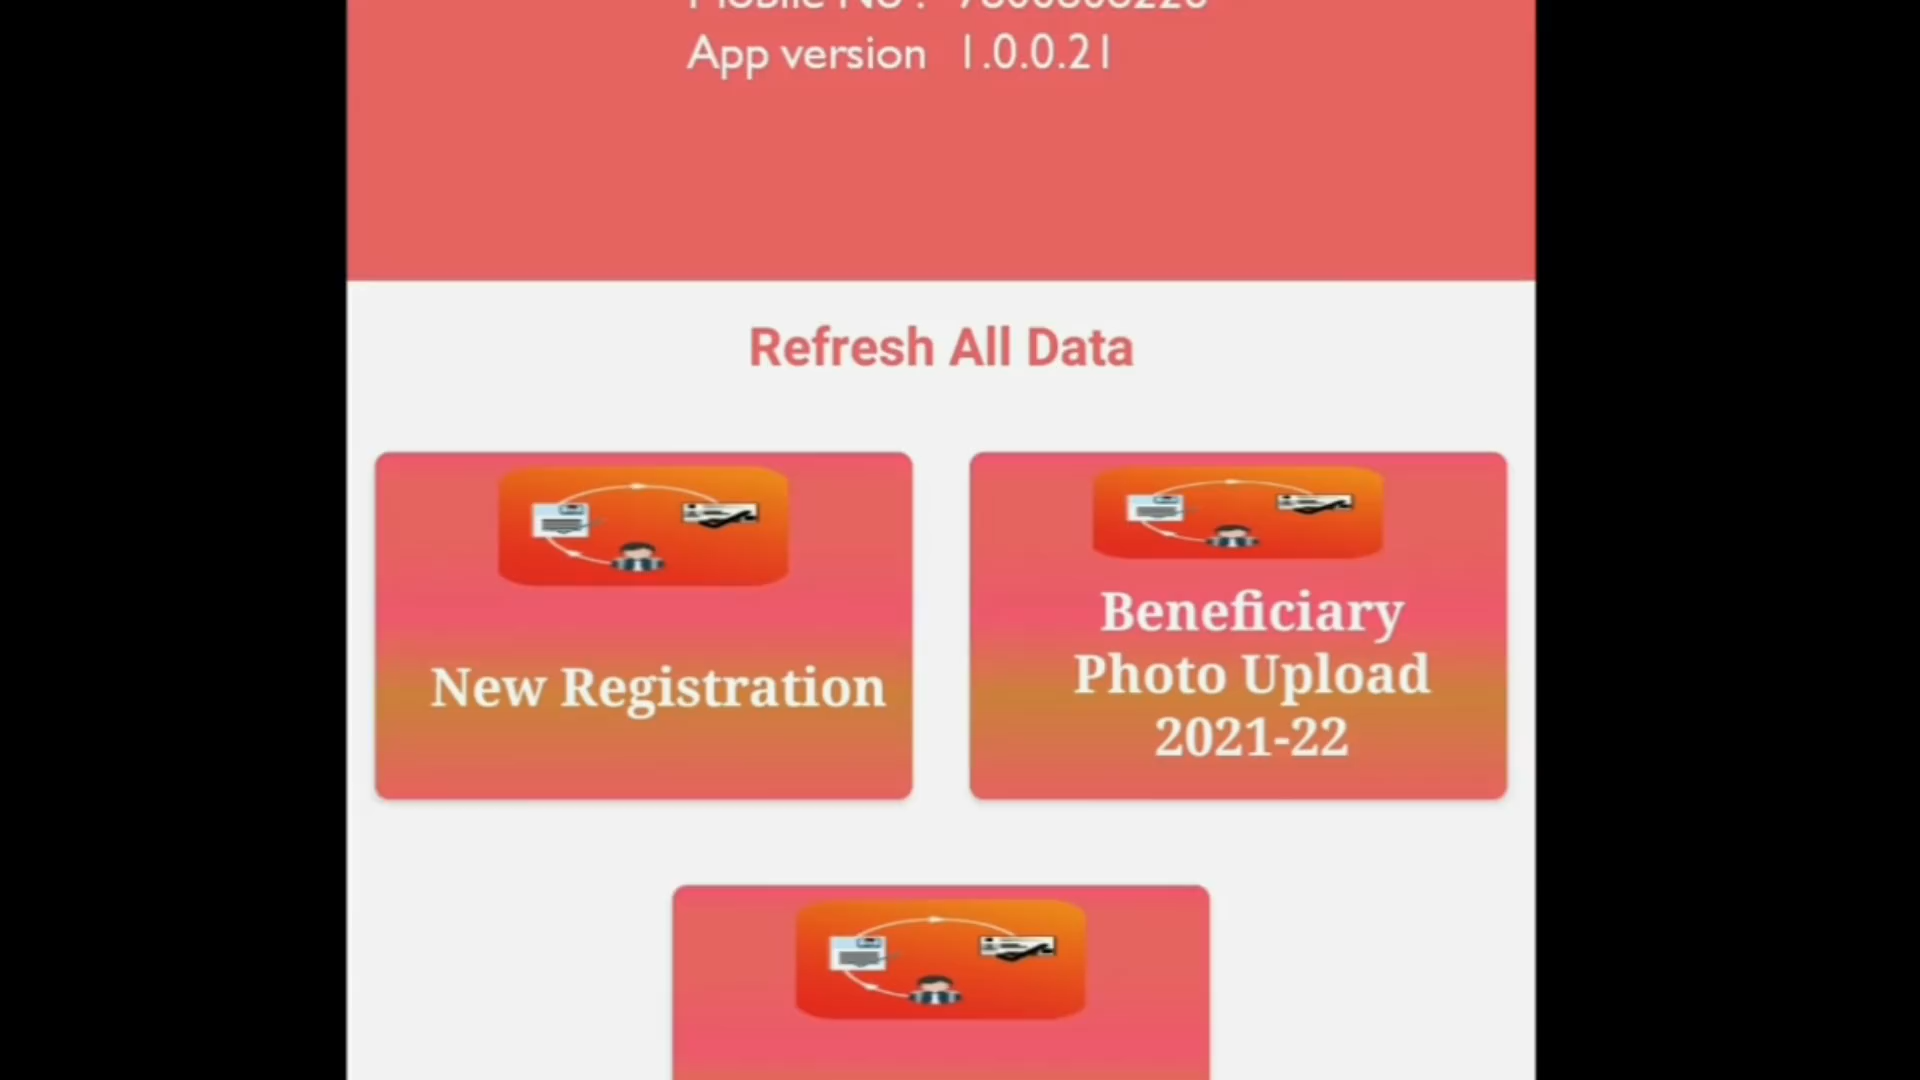 App version 1.0.0.21
Refresh All Data
New Registration
Beneficiary
Photo Upload
2021-22